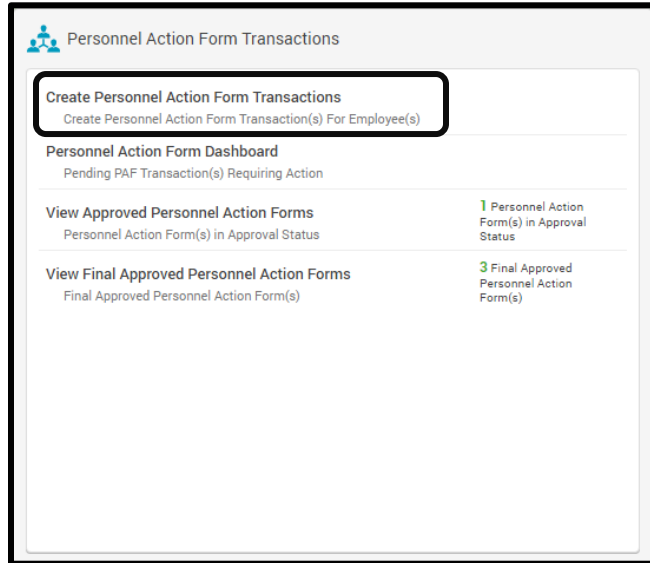 Personnel Action Form Transactions
Create Personnel Action Form Transactions
Create Personnel Action Form Transaction(s) For Employee(s)
Personnel Action Form Dashboard
Pending PAF Transaction(s) Requiring Action
View Approved Personnel Action Forms
Personnel Action Form(s) in Approval Status
1 Personnel Action
Form(s) in Approval
Status
View Final Approved Personnel Action Forms
Final Approved Personnel Action Form(s)
3 Final Approved
Personnel Action
Form(s)